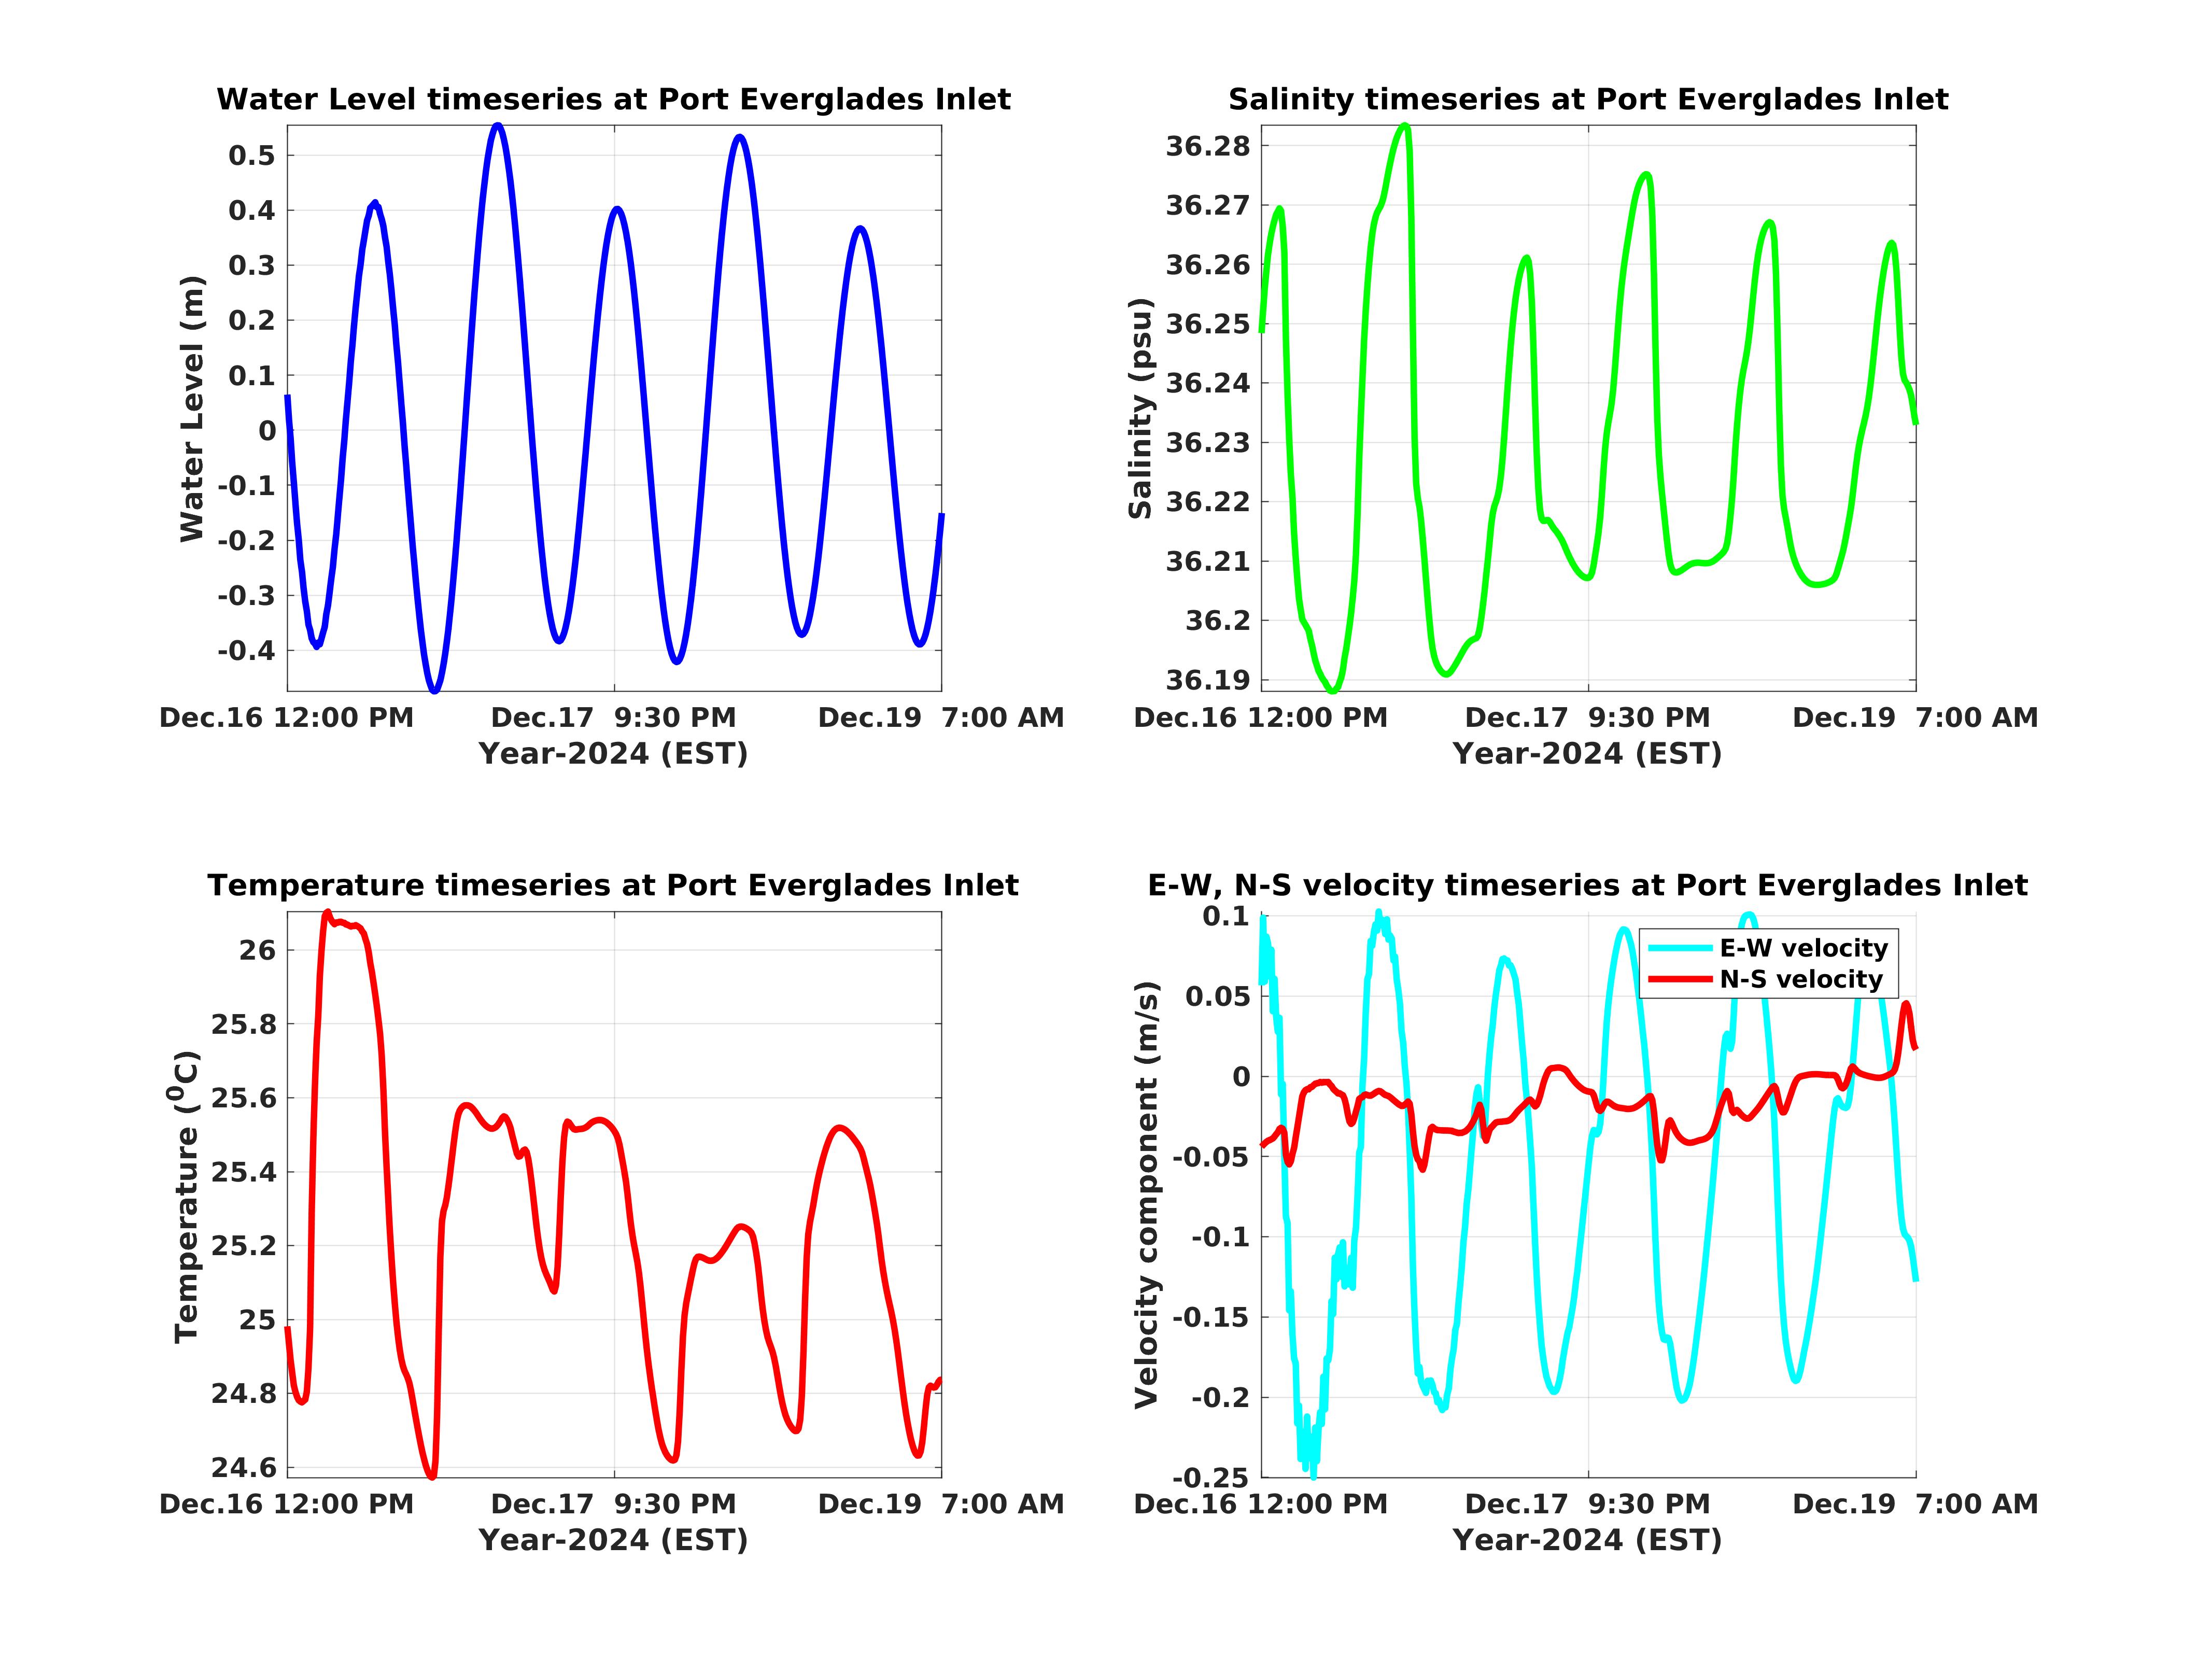 Water Level timeseries at Port Everglades Inlet
Water Level (m)
0.5
0.4
0.3
0.2
0.1
0
-0.1
-0.2
-0.3
-0.4
Dec.16 12:00 PM
Dec.17 9:30 PM
Dec.19 7:00 AM
Year-2024 (EST)
Salinity timeseries at Port Everglades Inlet
Salinity (psu)
36.28
36.27
36.26
36.25
36.24
36.23
36.22
36.21
36.2
36.19
Dec.16 12:00 PM
Dec.17 9:30 PM
Dec.19 7:00 AM
Year-2024 (EST)
Temperature timeseries at Port Everglades Inlet
Temperature (⁰C)
26
25.8
25.6
25.4
25.2
25
24.8
24.6
Dec.16 12:00 PM
Dec.17 9:30 PM
Dec.19 7:00 AM
Year-2024 (EST)
E-W, N-S velocity timeseries at Port Everglades Inlet
Velocity component (m/s)
0.1
0.05
0
-0.05
-0.1
-0.15
-0.2
-0.25
E-W velocity
N-S velocity
Dec.16 12:00 PM
Dec.17 9:30 PM
Dec.19 7:00 AM
Year-2024 (EST)